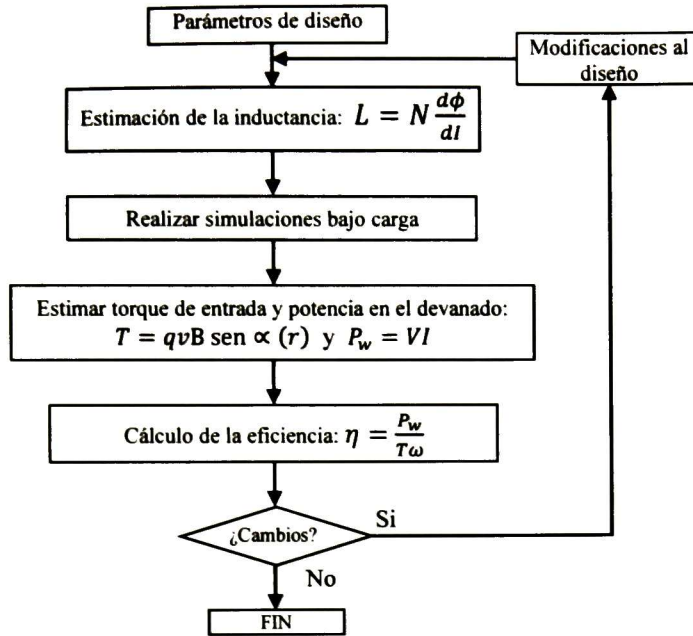 Parámetros de diseño
Modificaciones al
diseño
Estimación de la inductancia: L = N dϕ/dI
Realizar simulaciones bajo carga
Estimar torque de entrada y potencia en el devanado:
T = qvB sen ∝ (r) y P_w = VI
Cálculo de la eficiencia: η = P_w/Tω
¿Cambios?
Si
No
FIN